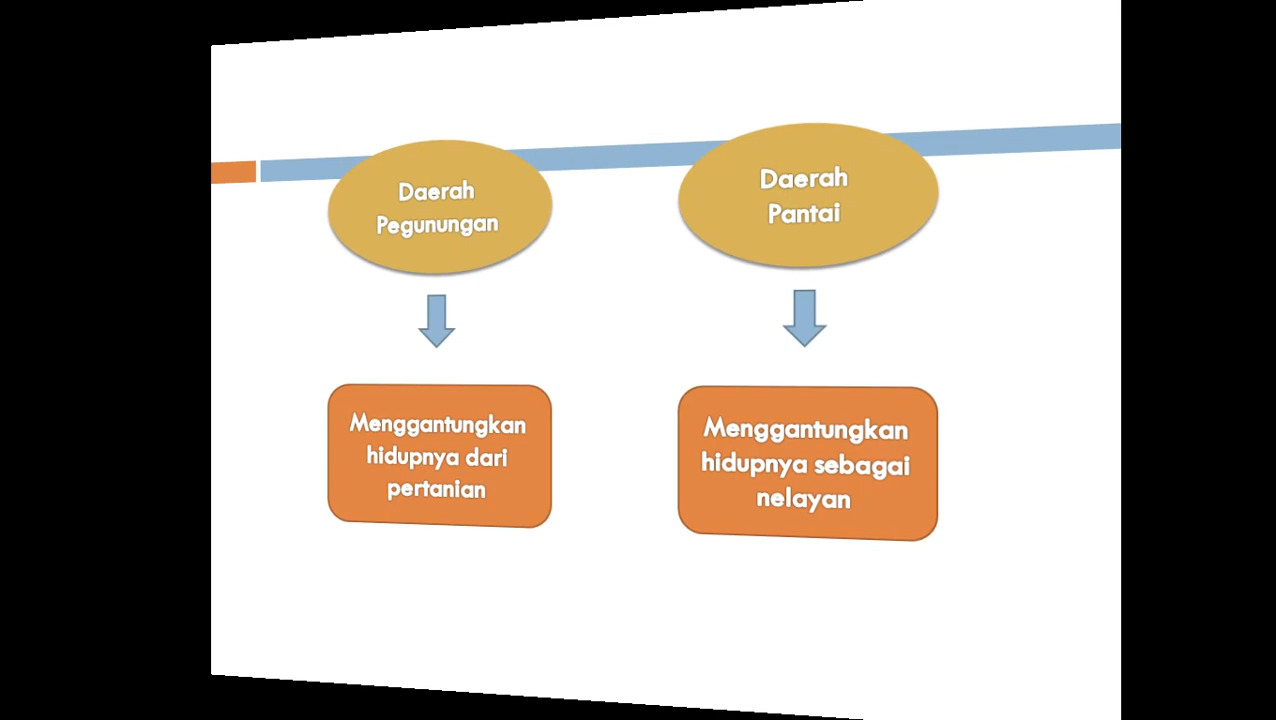 Daerah
Pegunungan
Daerah
Pantai
Menggantungkan
hidupnya dari
pertanian
Menggantungkan
hidupnya sebagai
nelayan